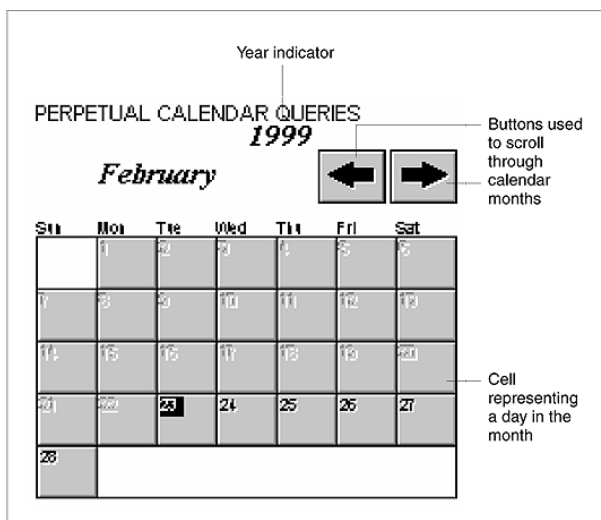 Year indicator
PERPETUAL CALENDAR QUERIES
1999
February
Buttons used
to scroll
through
calendar
months
Sun Mon Tue Wed Thu Fri Sat
1 2 3 4 5 6
7 8 9 10 11 12 13
14 15 16 17 18 19 20
21 22 23 24 25 26 27
28
Cell
representing
a day in the
month